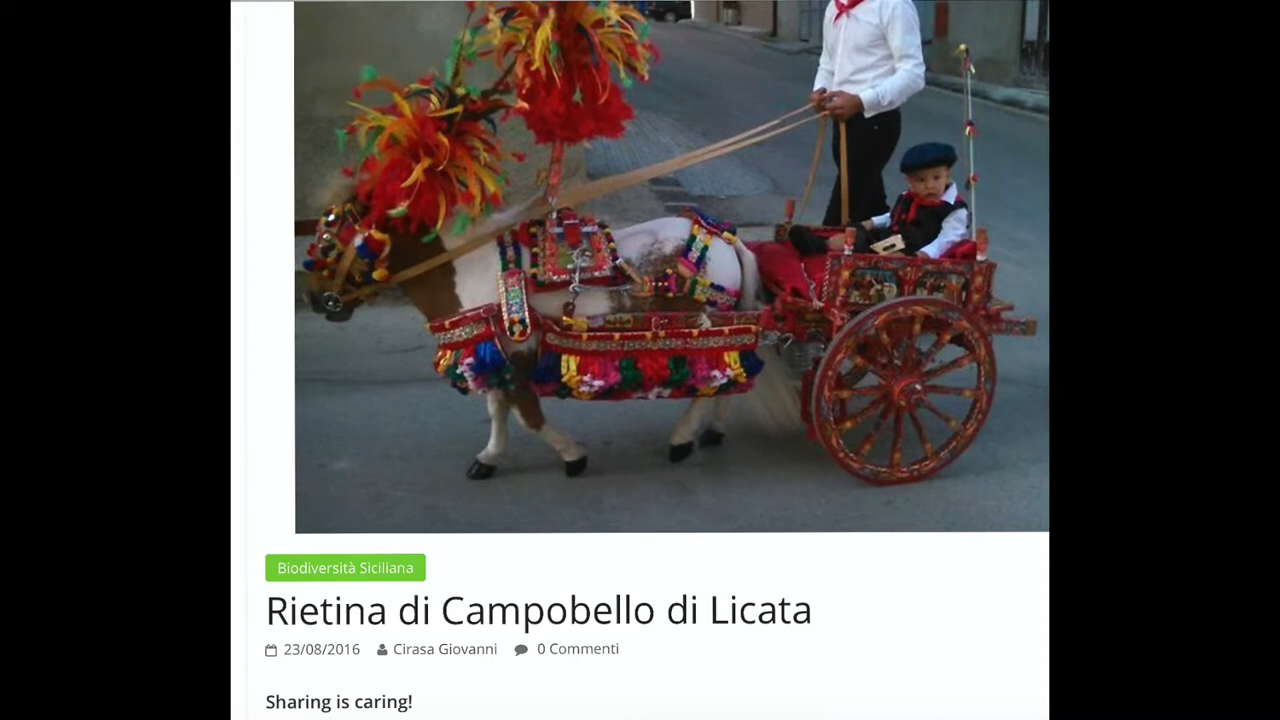 Biodiversità Siciliana
Rietina di Campobello di Licata
23/08/2016 Cirasa Giovanni 0 Commenti
Sharing is caring!